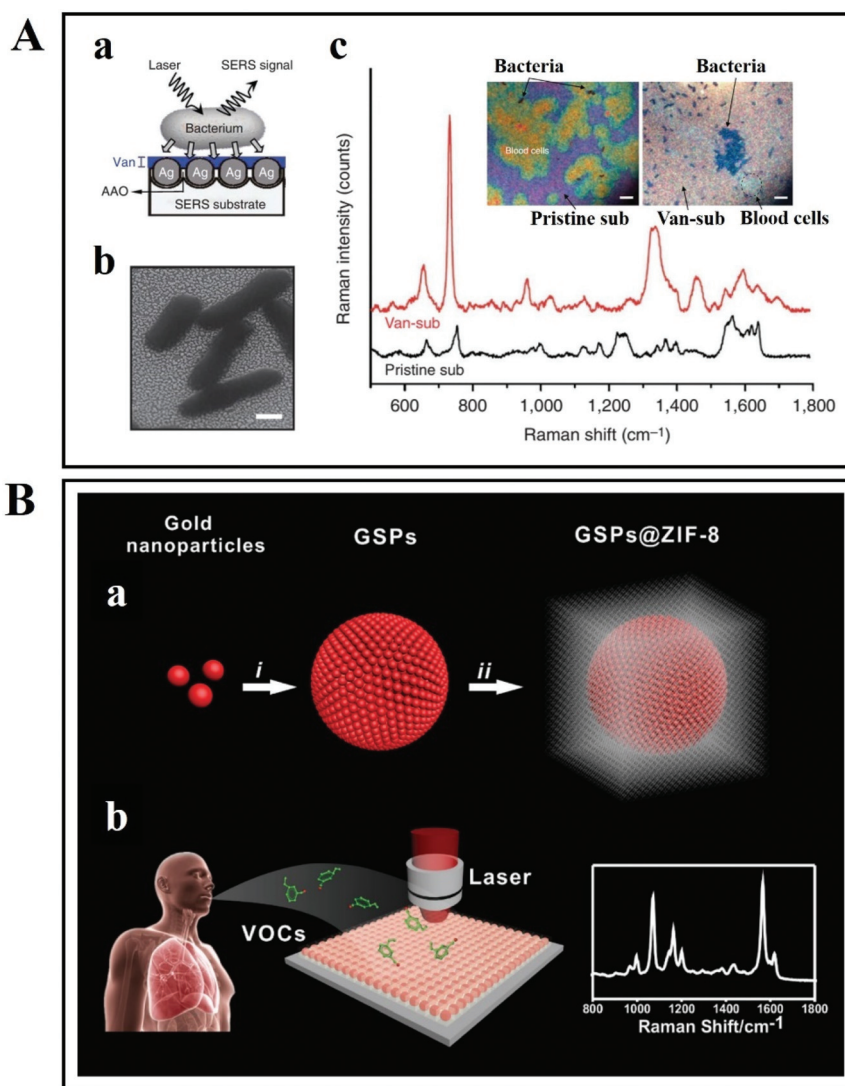 A
a
Laser
SERS signal
Bacterium
Van
Ag
Ag
Ag
Ag
AAO
SERS substrate
b
c
Bacteria
Bacteria
Blood cells
Pristine sub
Van-sub
Blood cells
Raman intensity (counts)
Van-sub
Pristine sub
600
800
1,000
1,200
1,400
1,600
1,800
Raman shift (cm⁻¹)
B
Gold
nanoparticles
GSPs
GSPs@ZIF-8
a
i
ii
b
VOCs
Laser
800
1000
1200
1400
1600
1800
Raman Shift/cm⁻¹